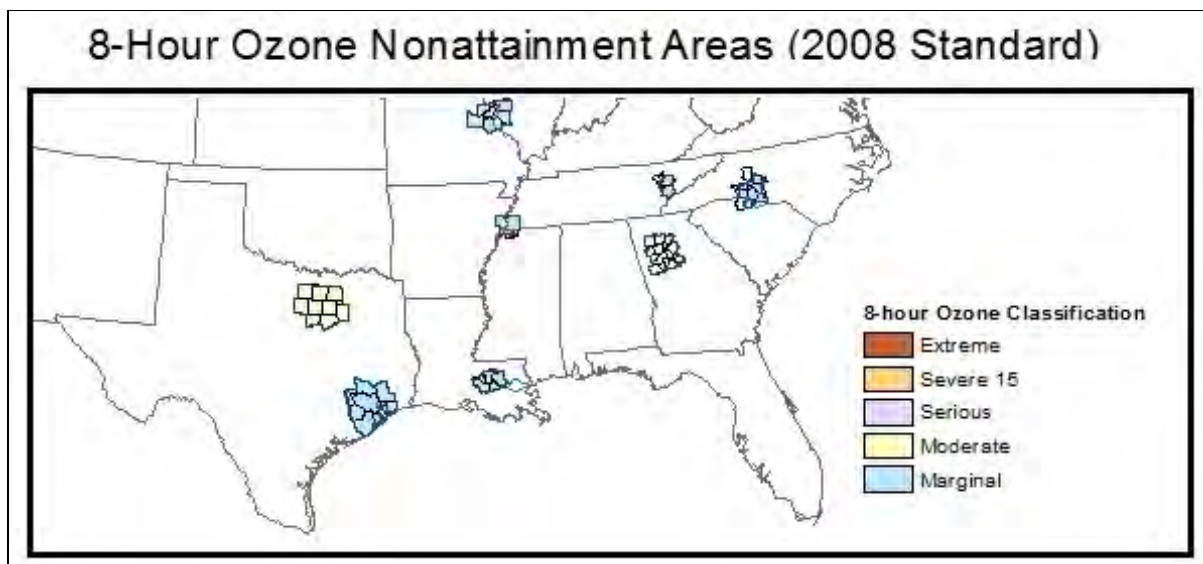 8-Hour Ozone Nonattainment Areas (2008 Standard)
8-hour Ozone Classification
Extreme
Severe 15
Serious
Moderate
Marginal